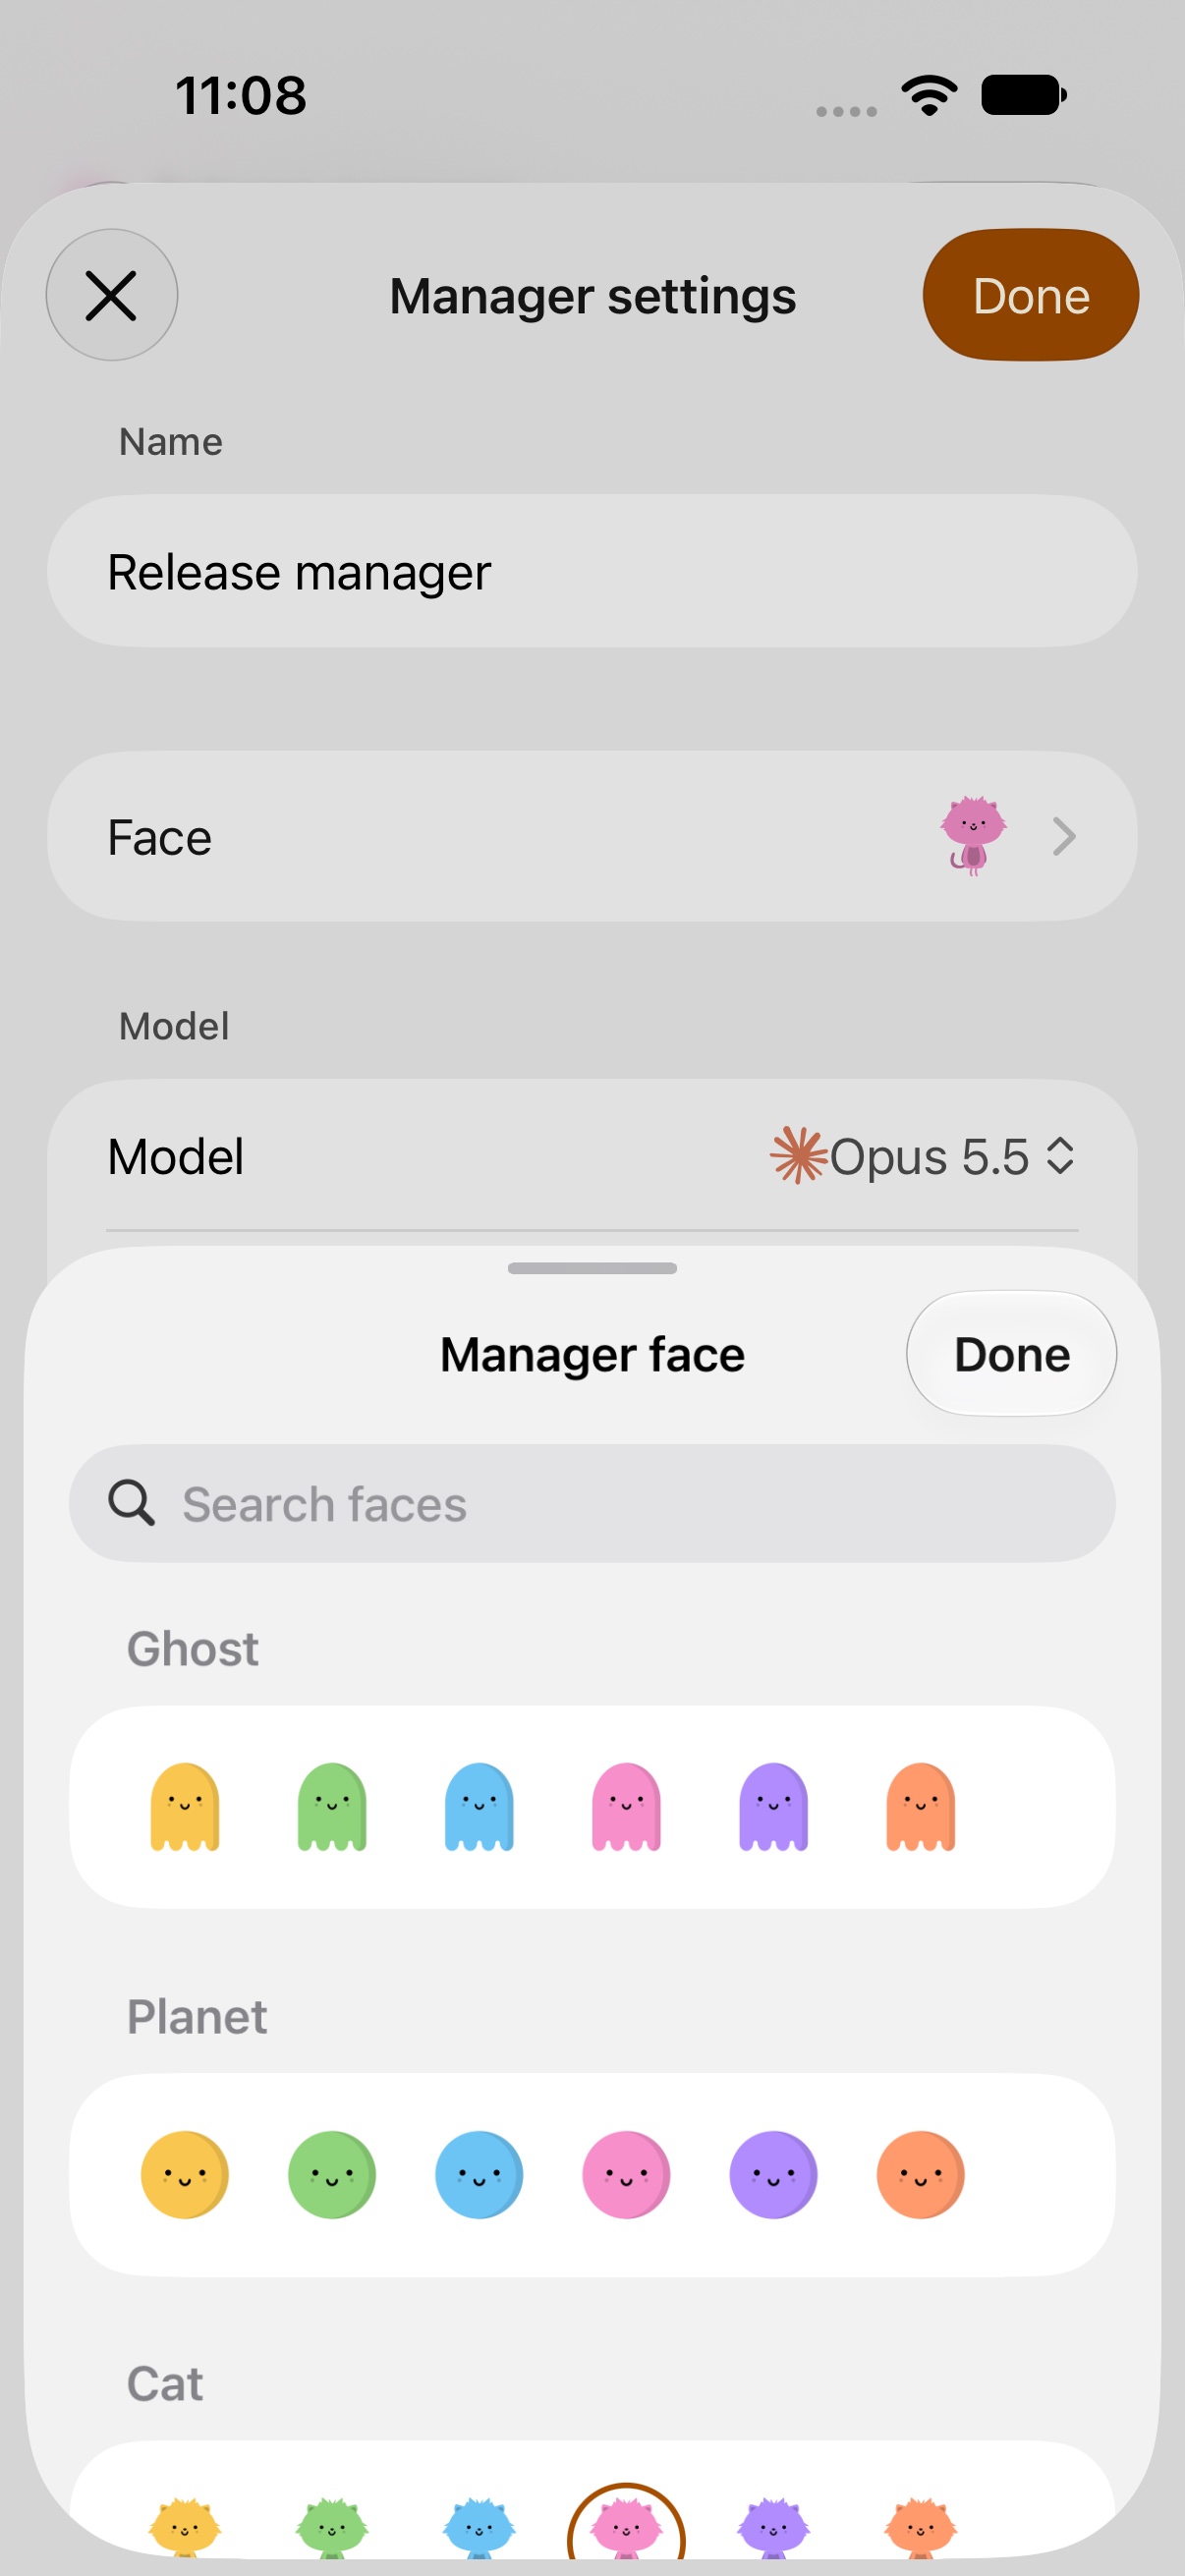 11:08
Manager settings
Done
Name
Release manager
Face
Model
Model
Opus 5.5
Manager face
Done
Search faces
Ghost
Planet
Cat